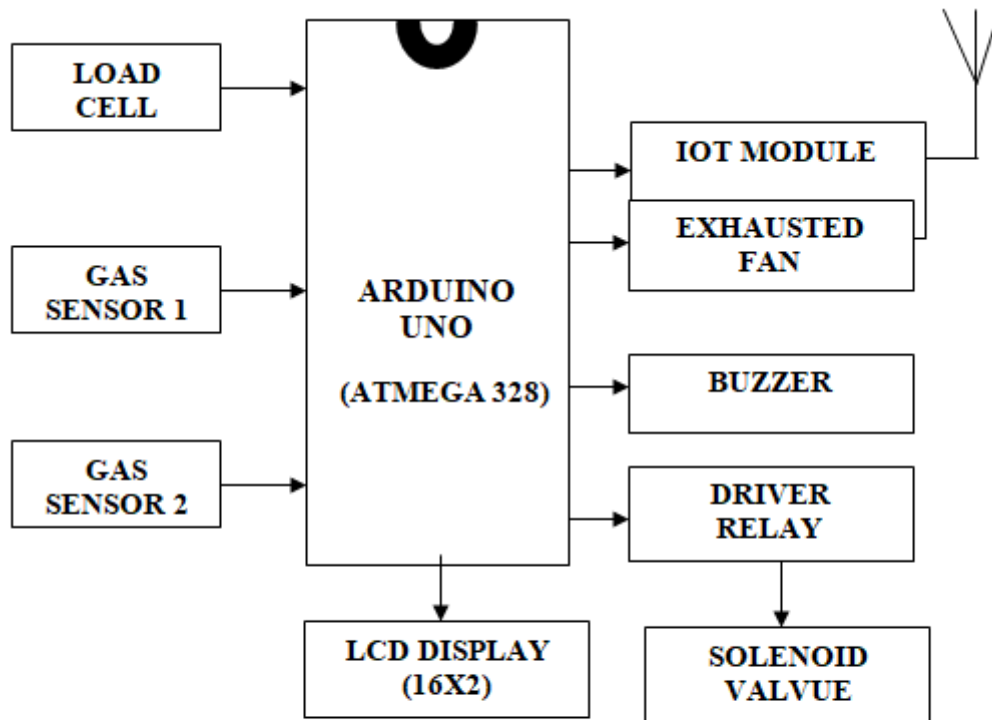 LOAD
CELL
GAS
SENSOR 1
GAS
SENSOR 2
ARDUINO
UNO
(ATMEGA 328)
IOT MODULE
EXHAUSTED
FAN
BUZZER
DRIVER
RELAY
LCD DISPLAY
(16X2)
SOLENOID
VALVUE